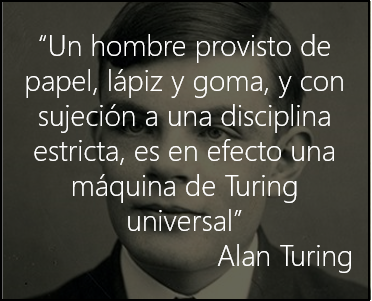 “Un hombre provisto de
papel, lápiz y goma, y con
sujeción a una disciplina
estricta, es en efecto una
máquina de Turing
universal”
Alan Turing